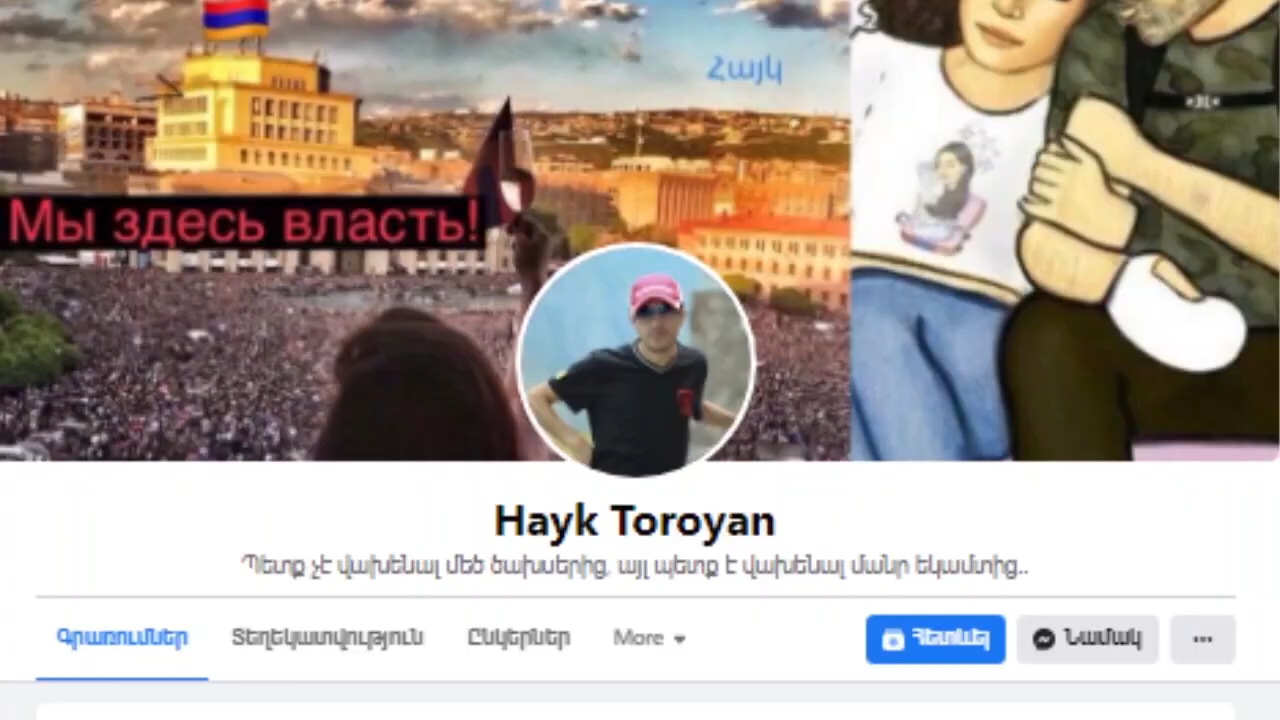 Հայկ
Мы здесь власть!
Hayk Toroyan
Պետք չէ վախենալ մեծ ծախսերից, այլ պետք է վախենալ մանր եկամտից..
Գրառումներ Տեղեկատվություն Ընկերներ More Հետևել Նամակ